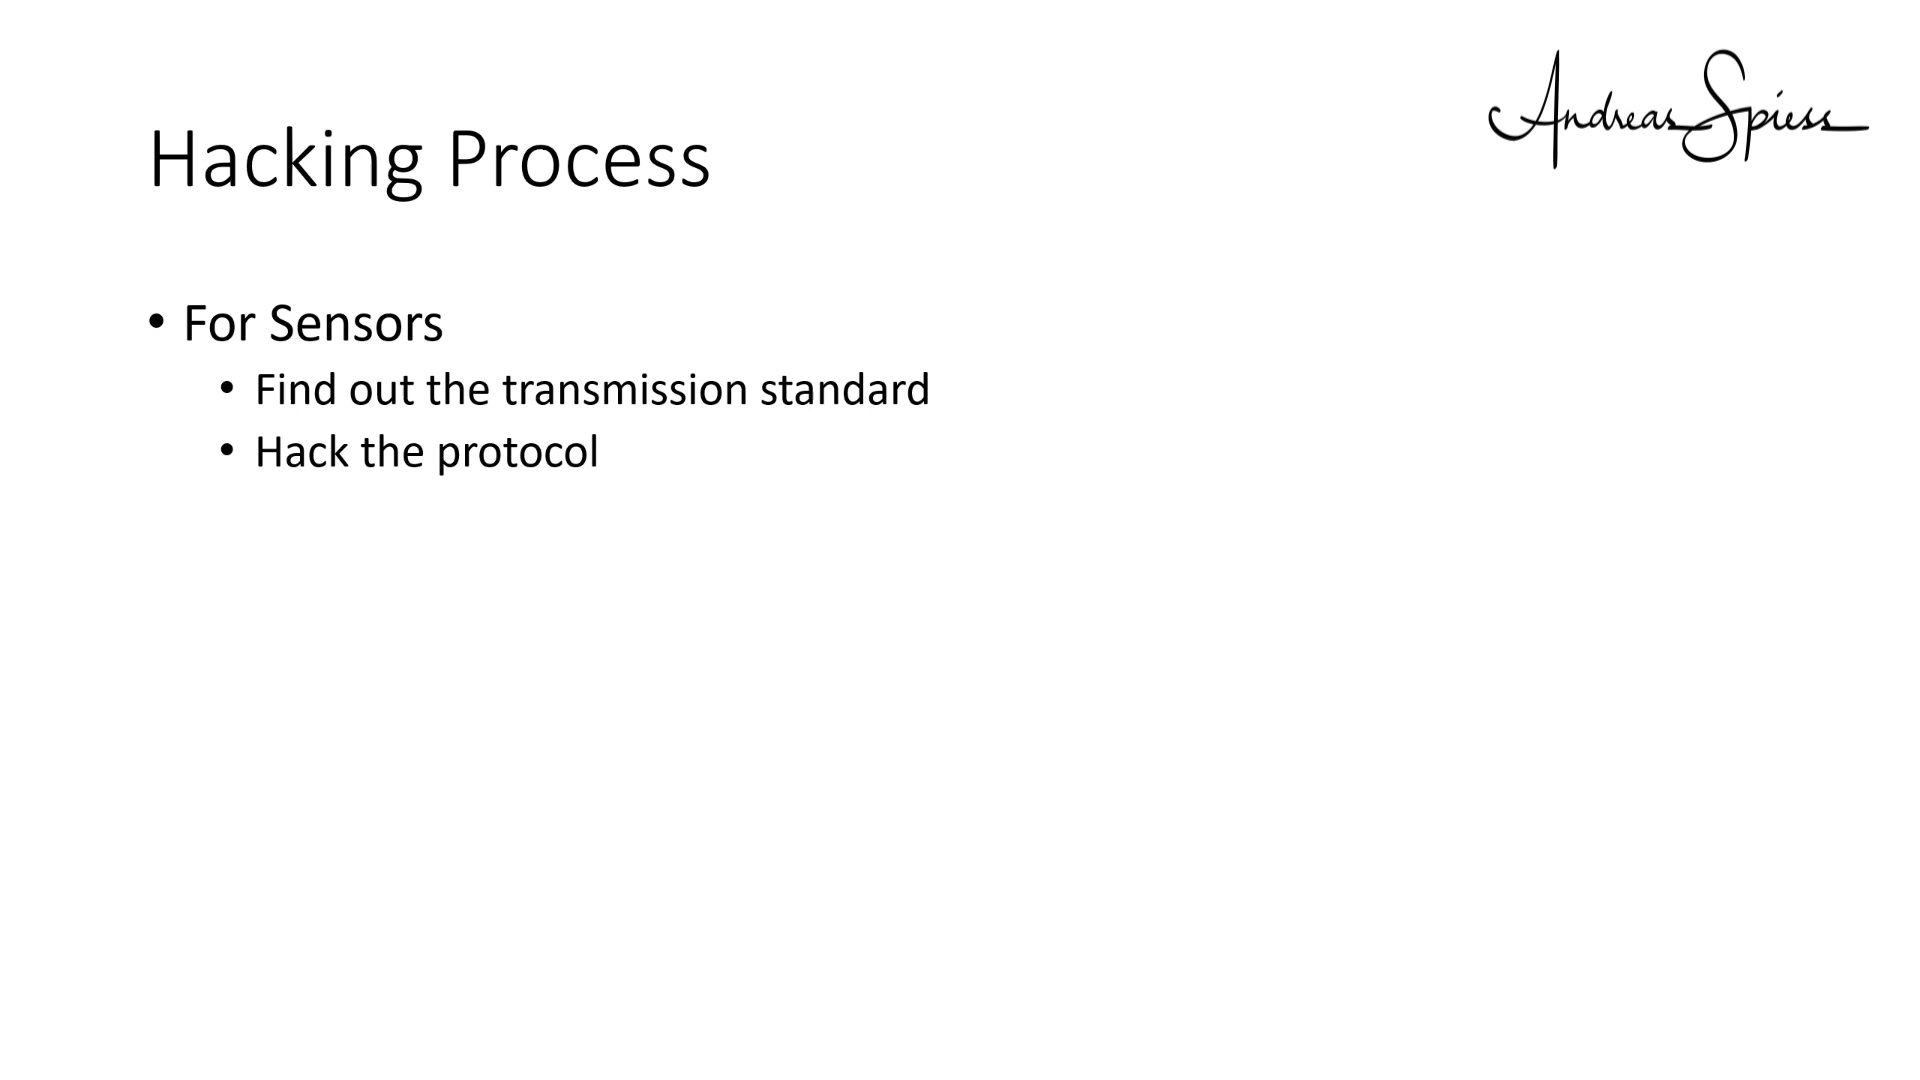 Andreas Spiess
Hacking Process
• For Sensors
• Find out the transmission standard
• Hack the protocol